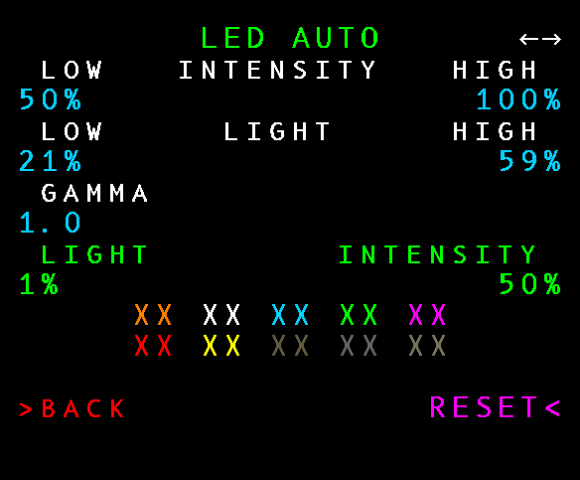 LED AUTO ←→
LOW INTENSITY HIGH
50% 100%
LOW LIGHT HIGH
21% 59%
GAMMA
1.0
LIGHT INTENSITY
1% 50%
XX XX XX XX XX
XX XX XX XX XX
>BACK RESET<